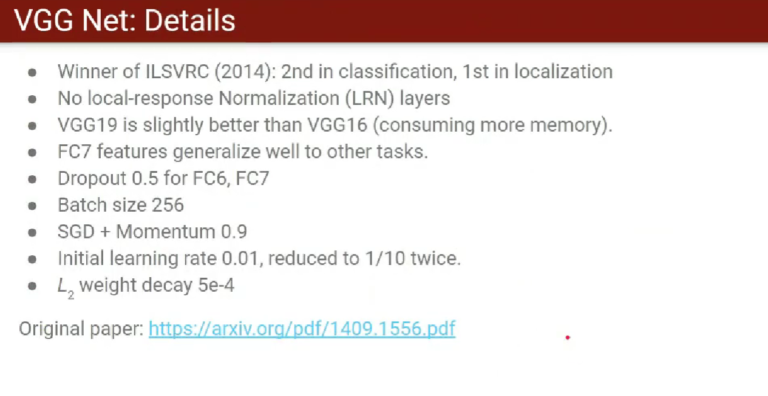 VGG Net: Details
● Winner of ILSVRC (2014): 2nd in classification, 1st in localization
● No local-response Normalization (LRN) layers
● VGG19 is slightly better than VGG16 (consuming more memory).
● FC7 features generalize well to other tasks.
● Dropout 0.5 for FC6, FC7
● Batch size 256
● SGD + Momentum 0.9
● Initial learning rate 0.01, reduced to 1/10 twice.
● L2 weight decay 5e-4
Original paper: https://arxiv.org/pdf/1409.1556.pdf